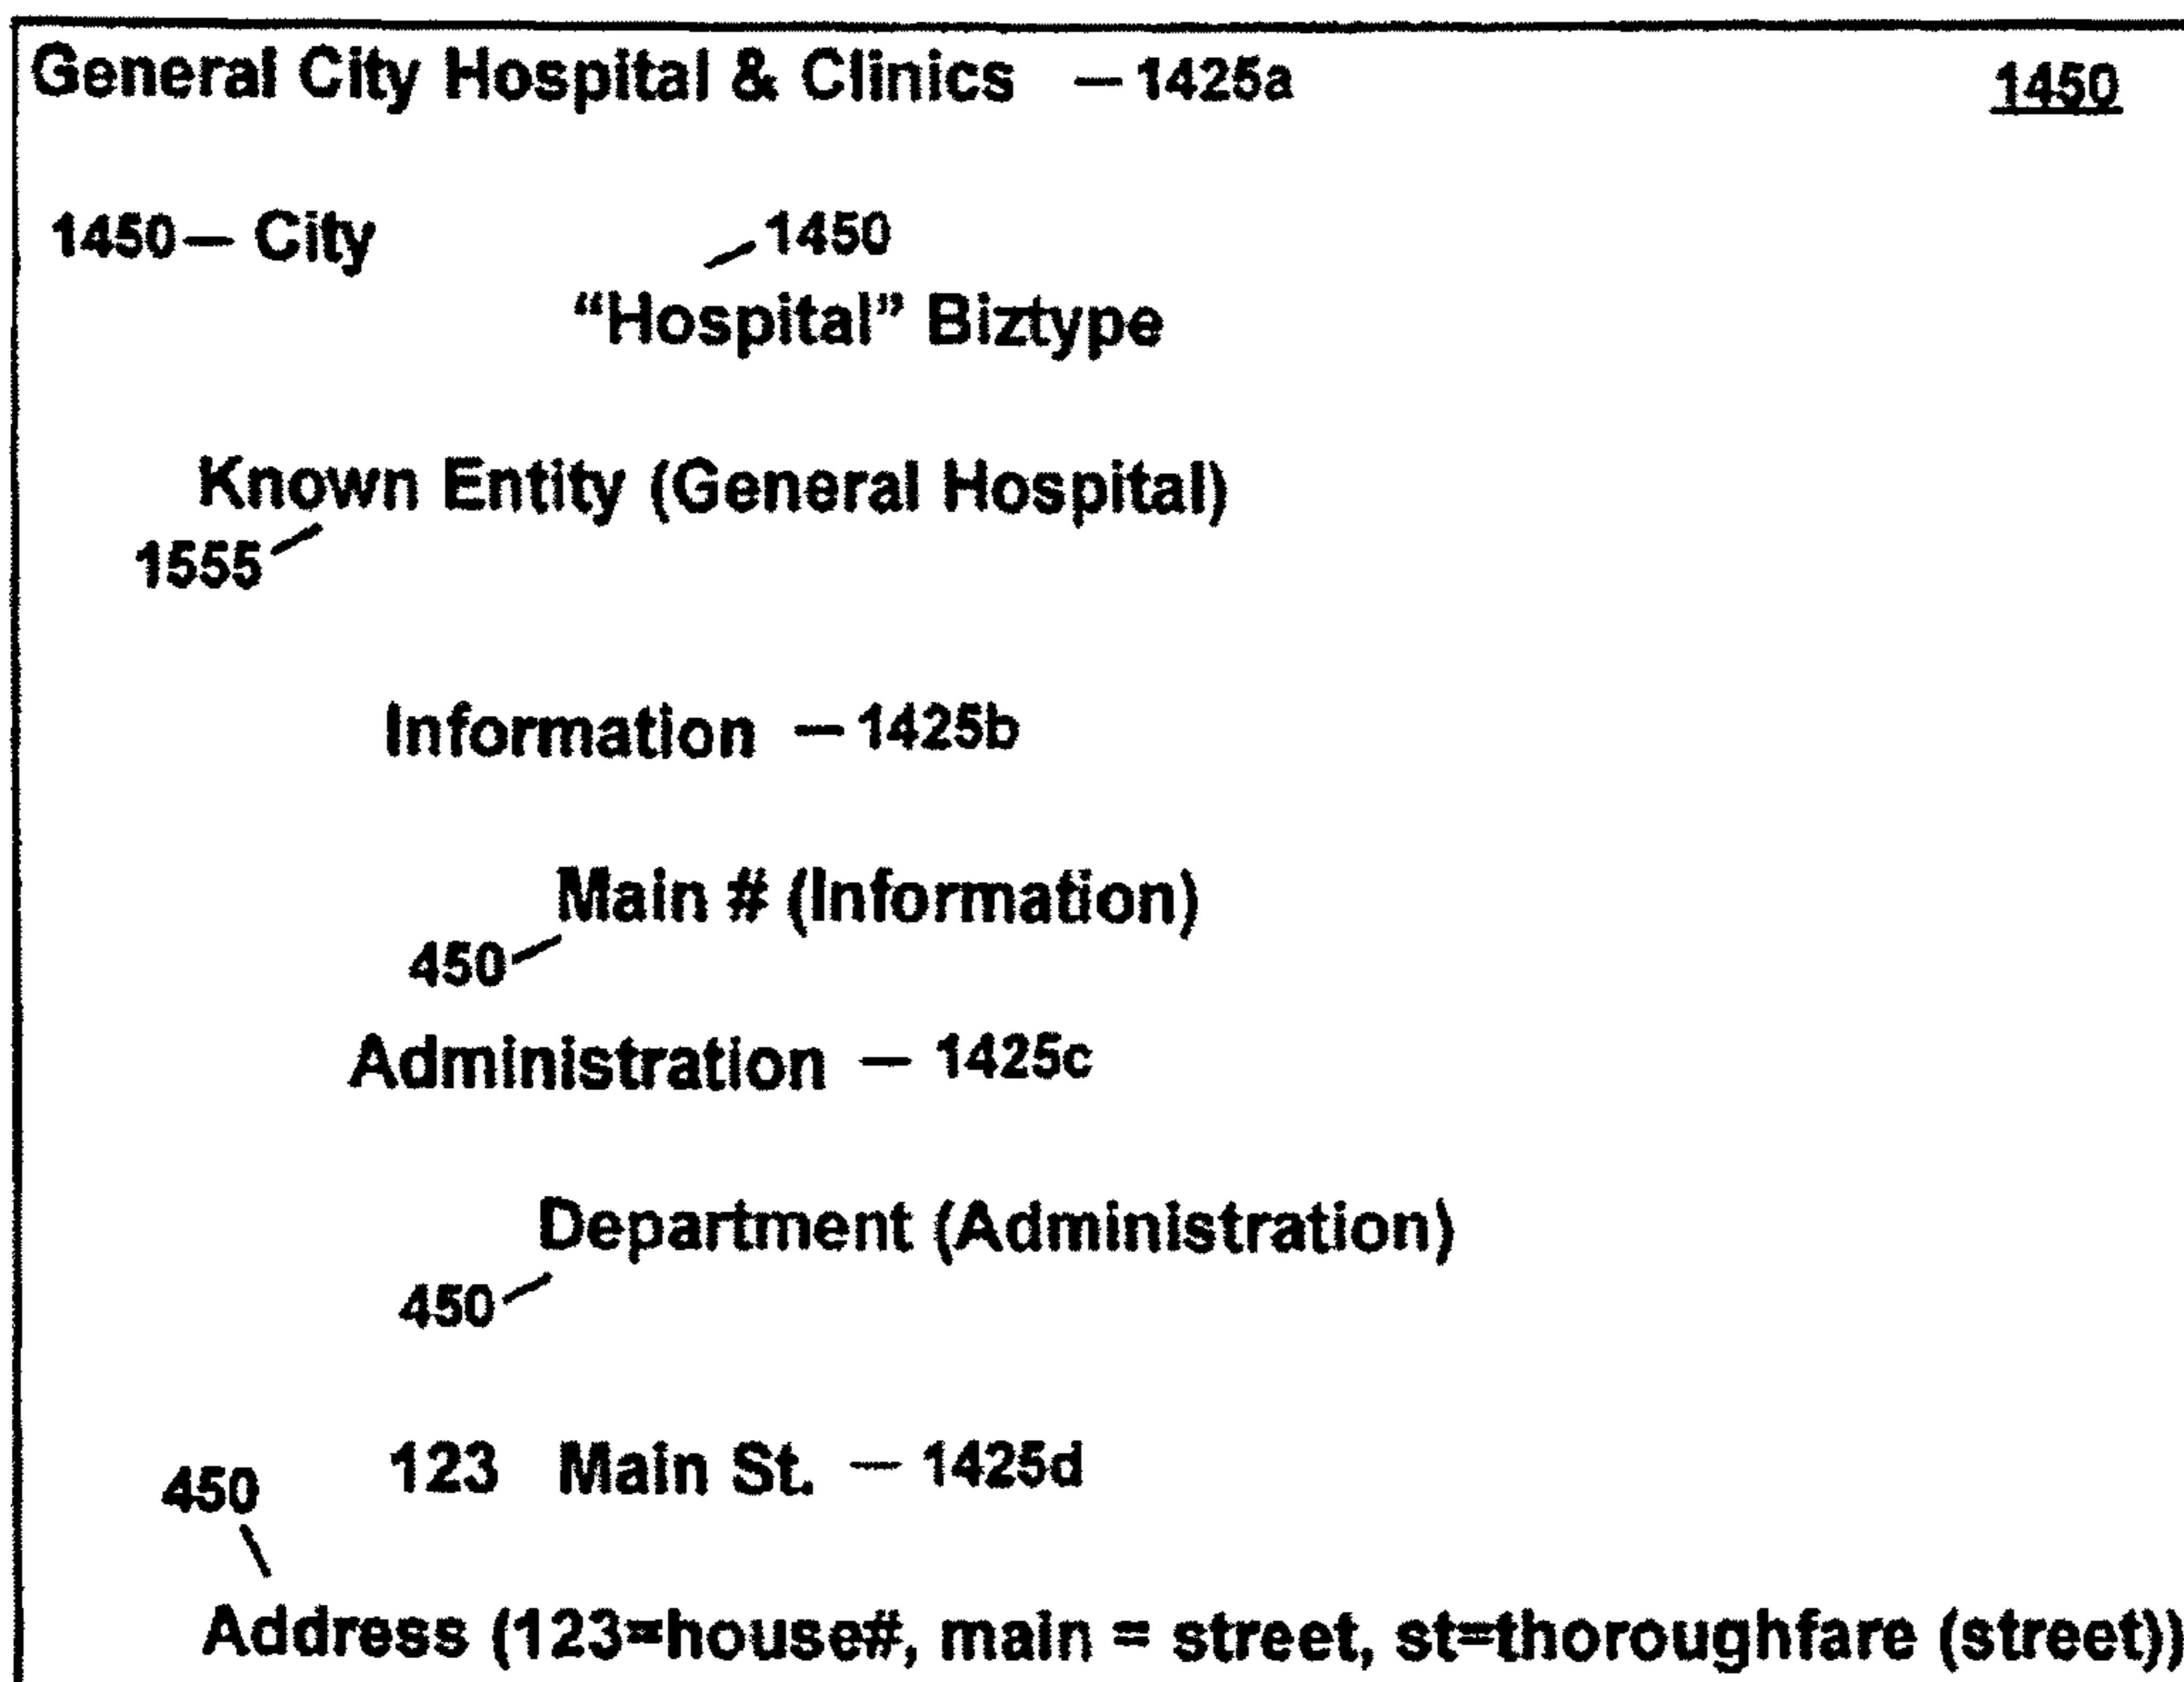 General City Hospital & Clinics — 1425a 1450
1450 — City
1450
“Hospital” Biztype
Known Entity (General Hospital)
1555
Information — 1425b
Main # (Information)
450
Administration — 1425c
Department (Administration)
450
123 Main St. — 1425d
450
Address (123=house#, main = street, st=thoroughfare (street))